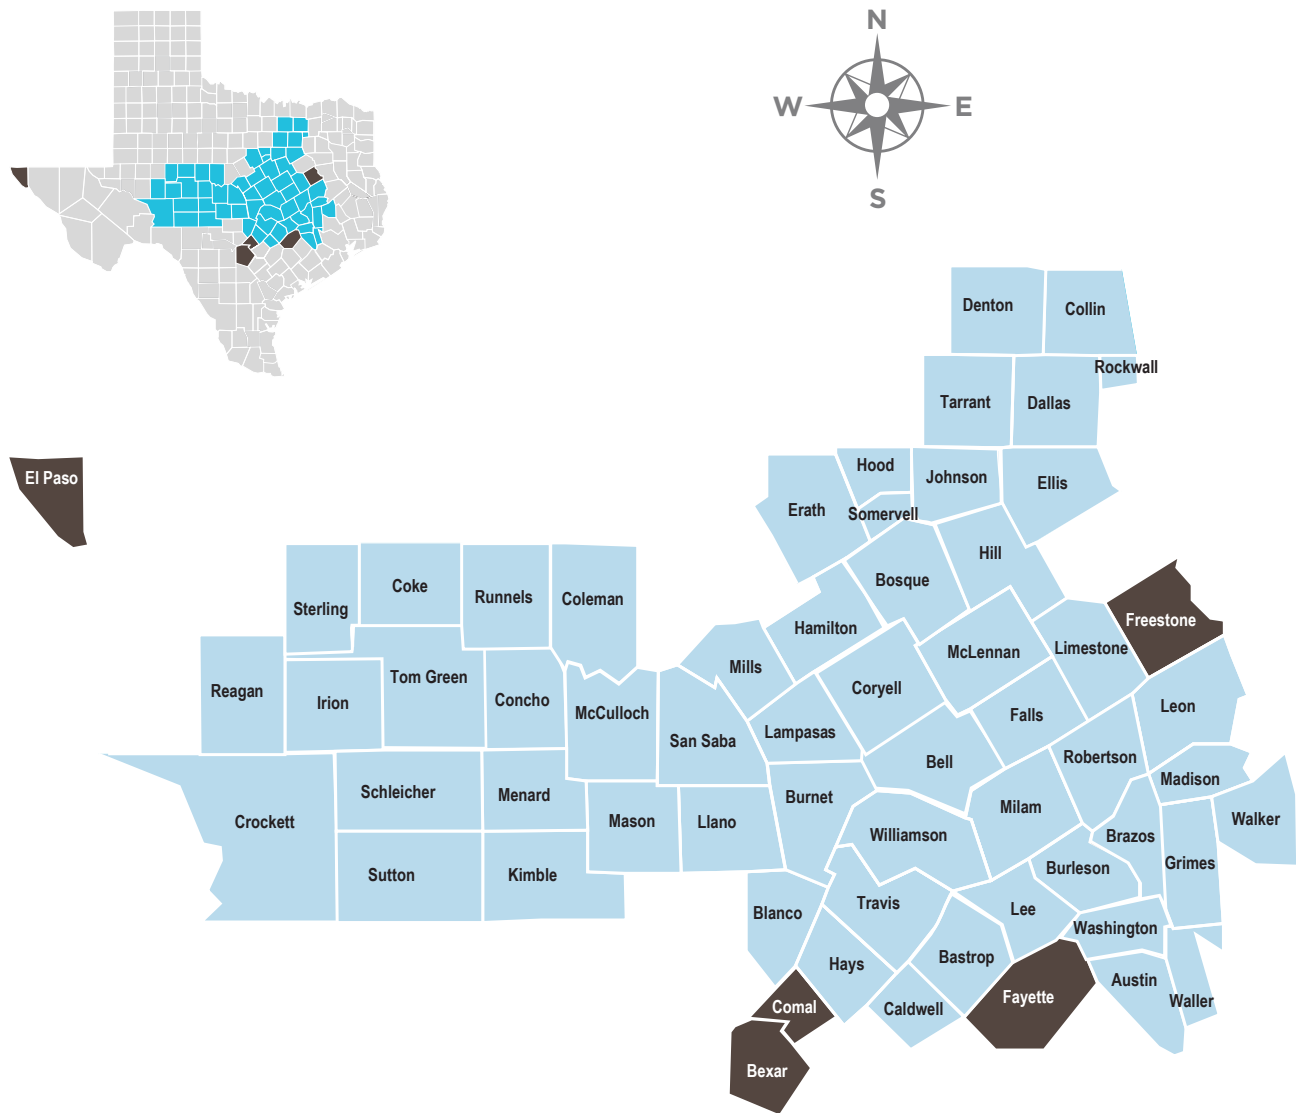 N
W E
S
Denton
Collin
Rockwall
Tarrant
Dallas
El Paso
Hood
Johnson
Ellis
Erath
Somervell
Hill
Bosque
Coke
Runnels
Coleman
Sterling
Freestone
Hamilton
McLennan
Limestone
Mills
Tom Green
Reagan
Irion
Concho
Coryell
McCulloch
Falls
Leon
Lampasas
San Saba
Robertson
Bell
Madison
Schleicher
Menard
Burnet
Milam
Crockett
Mason
Llano
Williamson
Brazos
Walker
Grimes
Burleson
Sutton
Kimble
Blanco
Travis
Lee
Washington
Bastrop
Hays
Austin
Fayette
Waller
Comal
Caldwell
Bexar